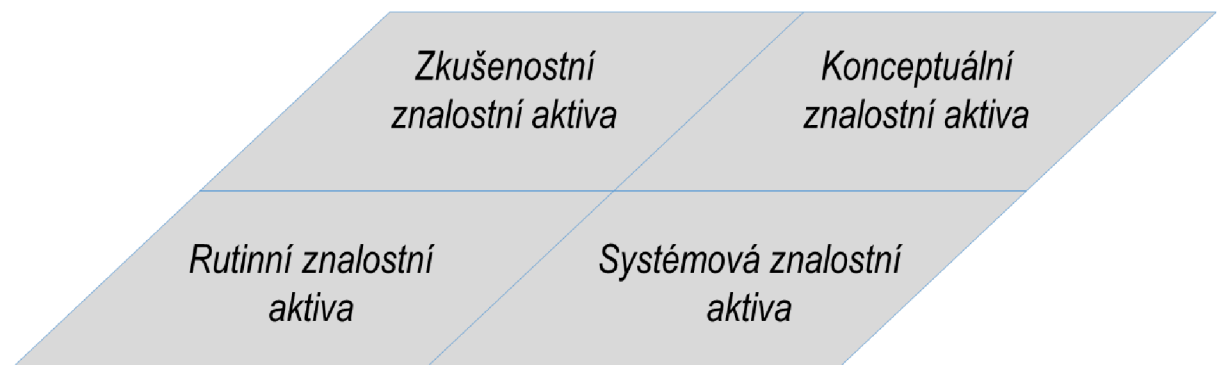 Zkušenostní
znalostní aktiva
Konceptuální
znalostní aktiva
Rutinní znalostní
aktiva
Systémová znalostní
aktiva